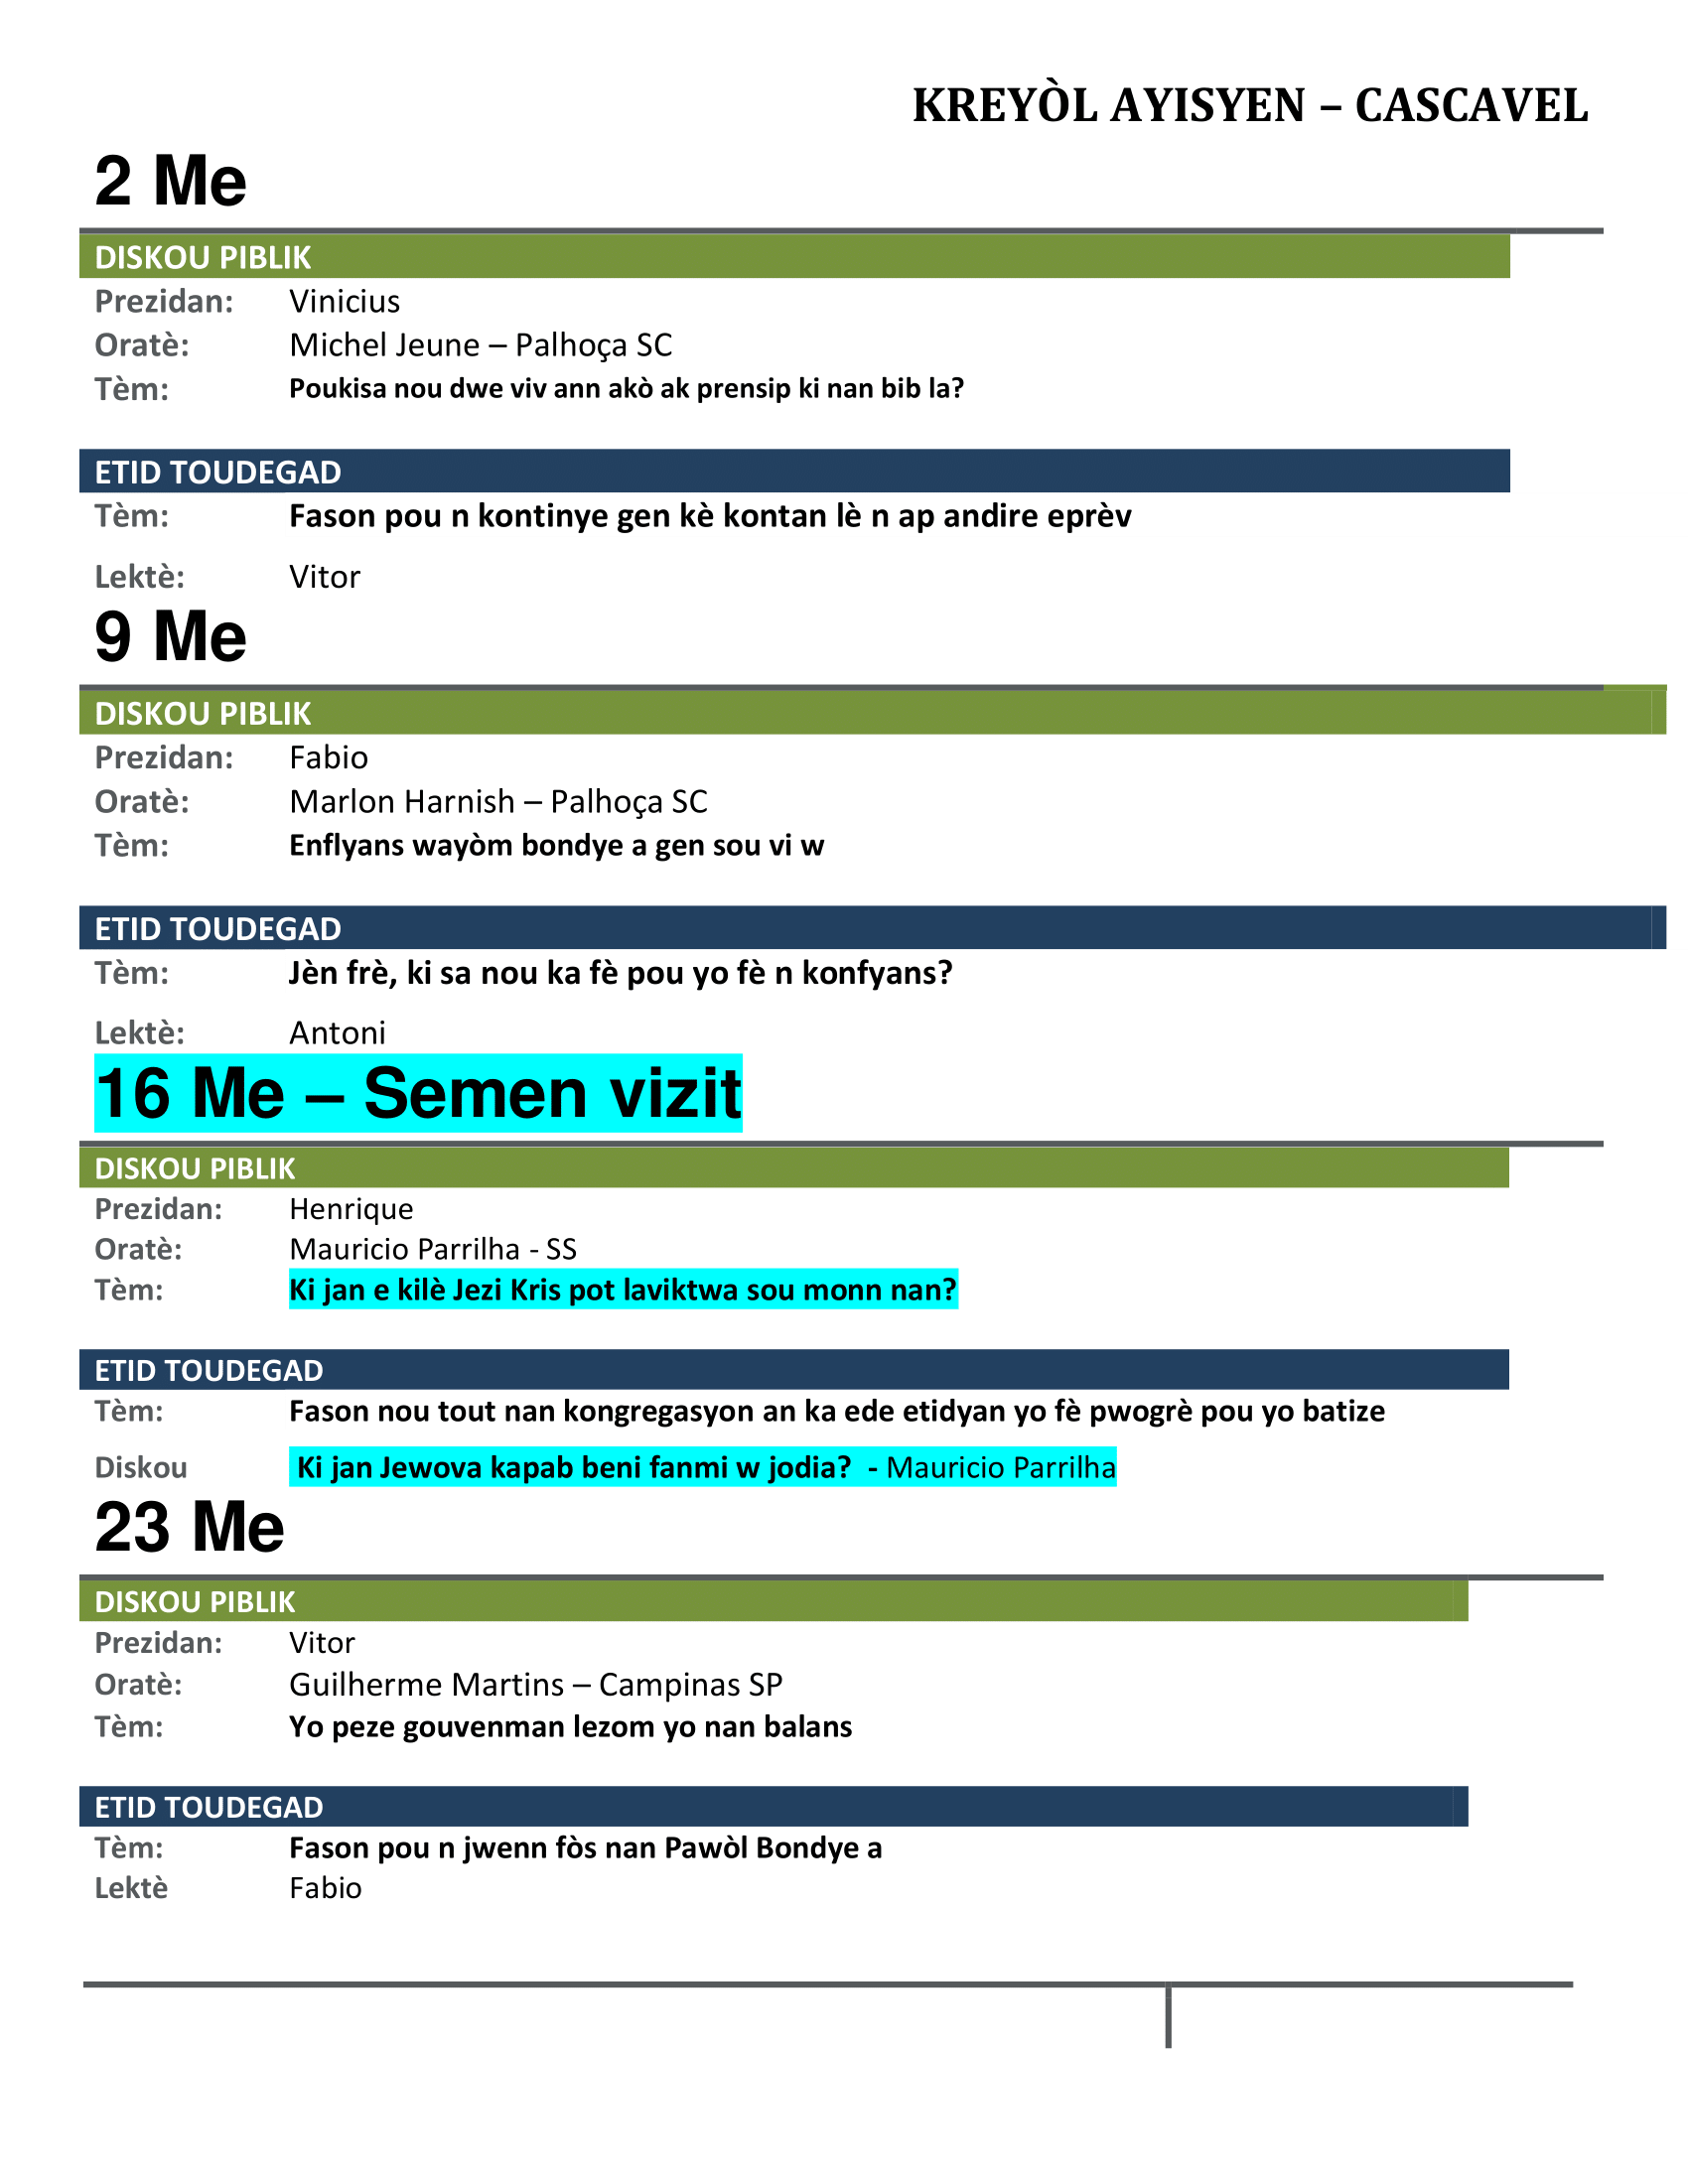 KREYÒL AYISYEN – CASCAVEL
2 Me
DISKOU PIBLIK
Prezidan: Vinicius
Oratè: Michel Jeune – Palhoça SC
Tèm: Poukisa nou dwe viv ann akò ak prensip ki nan bib la?
ETID TOUDEGAD
Tèm: Fason pou n kontinye gen kè kontan lè n ap andire eprèv
Lektè: Vitor
9 Me
DISKOU PIBLIK
Prezidan: Fabio
Oratè: Marlon Harnish – Palhoça SC
Tèm: Enflyans wayòm bondye a gen sou vi w
ETID TOUDEGAD
Tèm: Jèn frè, ki sa nou ka fè pou yo fè n konfyans?
Lektè: Antoni
16 Me – Semen vizit
DISKOU PIBLIK
Prezidan: Henrique
Oratè: Mauricio Parrilha - SS
Tèm: Ki jan e kilè Jezi Kris pot laviktwa sou monn nan?
ETID TOUDEGAD
Tèm: Fason nou tout nan kongregasyon an ka ede etidyan yo fè pwogrè pou yo batize
Diskou Ki jan Jewova kapab beni fanmi w jodia? - Mauricio Parrilha
23 Me
DISKOU PIBLIK
Prezidan: Vitor
Oratè: Guilherme Martins – Campinas SP
Tèm: Yo peze gouvenman lezom yo nan balans
ETID TOUDEGAD
Tèm: Fason pou n jwenn fòs nan Pawòl Bondye a
Lektè Fabio